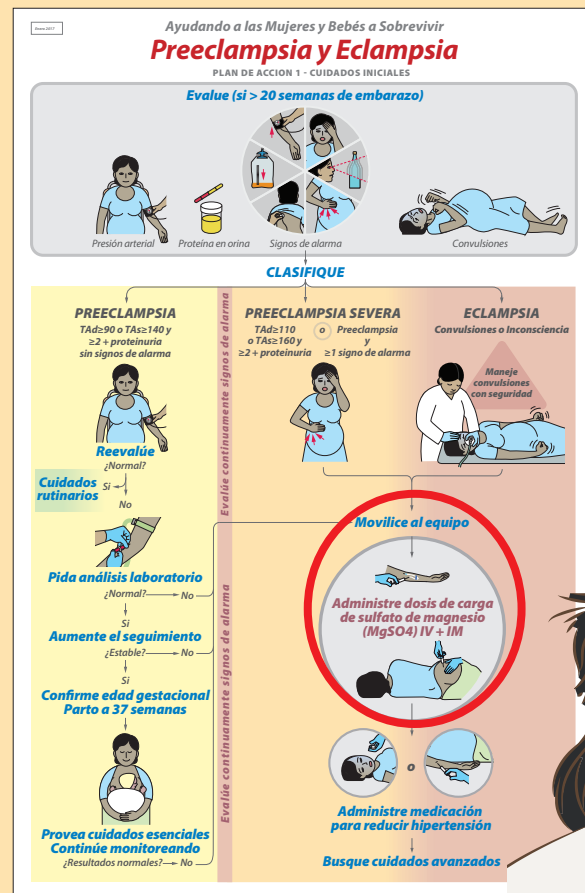 Enero 2017
Ayudando a las Mujeres y Bebés a Sobrevivir
Preeclampsia y Eclampsia
PLAN DE ACCION 1 - CUIDADOS INICIALES
Evalue (si > 20 semanas de embarazo)
Presión arterial
Proteína en orina
Signos de alarma
Convulsiones
CLASIFIQUE
PREECLAMPSIA
TAd≥90 o TAs≥140 y
≥2 + proteinuria
sin signos de alarma
Reevalúe
¿Normal?
Si
Cuidados
rutinarios
No
Pida análisis laboratorio
¿Normal?
No
Si
Aumente el seguimiento
¿Estable?
No
Si
Confirme edad gestacional
Parto a 37 semanas
Provea cuidados esenciales
Continúe monitoreando
¿Resultados normales?
No
Evalúe continuamente signos de alarma
Evalúe continuamente signos de alarma
PREECLAMPSIA SEVERA
TAd≥110
o TAs≥160 y
≥2 + proteinuria
o
Preeclampsia
y
≥1 signo de alarma
ECLAMPSIA
Convulsiones o Inconsciencia
Maneje
convulsiones
con seguridad
Movilice al equipo
Administre dosis de carga
de sulfato de magnesio
(MgSO4) IV + IM
o
Administre medicación
para reducir hipertensión
Busque cuidados avanzados